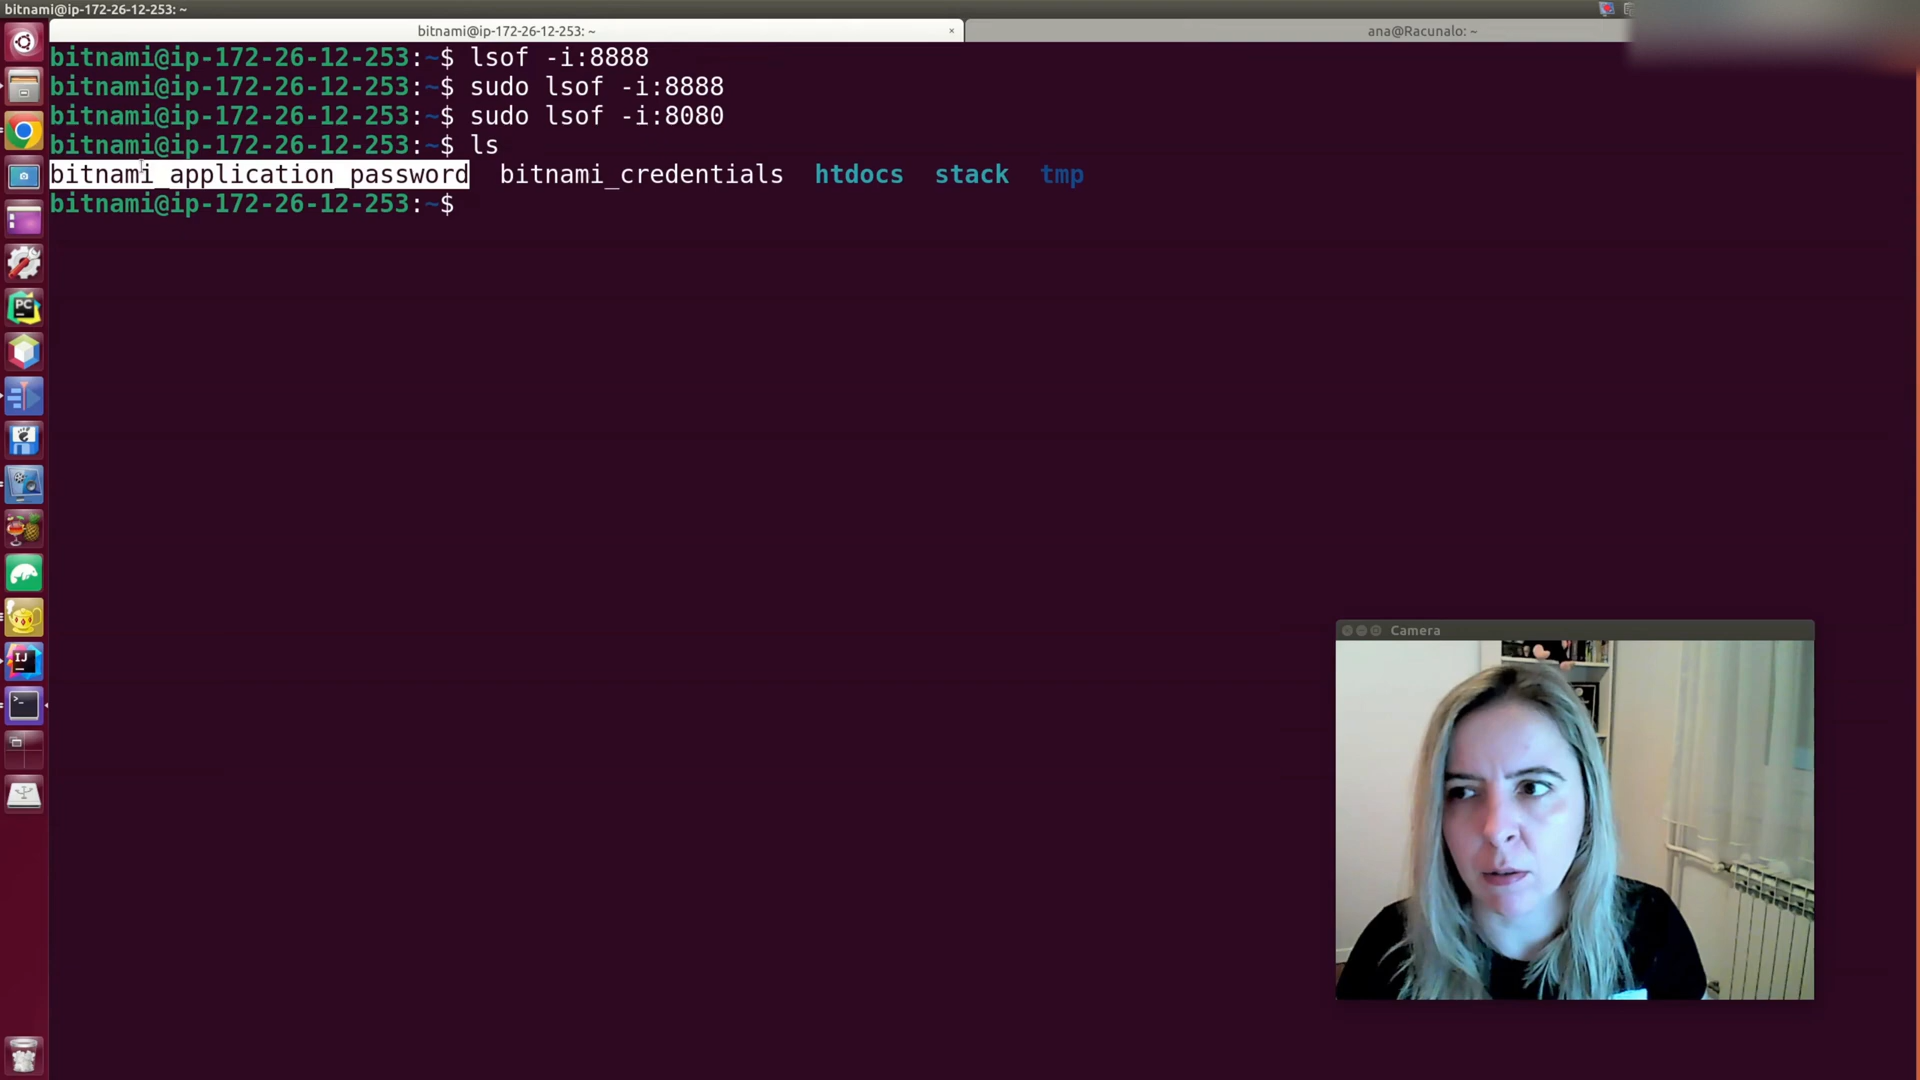 bitnami@ip-172-26-12-253: ~
bitnami@ip-172-26-12-253: ~ ×
ana@Racunalo: ~
bitnami@ip-172-26-12-253:~$ lsof -i:8888
bitnami@ip-172-26-12-253:~$ sudo lsof -i:8888
bitnami@ip-172-26-12-253:~$ sudo lsof -i:8080
bitnami@ip-172-26-12-253:~$ ls
bitnami_application_password bitnami_credentials htdocs stack tmp
bitnami@ip-172-26-12-253:~$
PC
IJ
>_
Camera